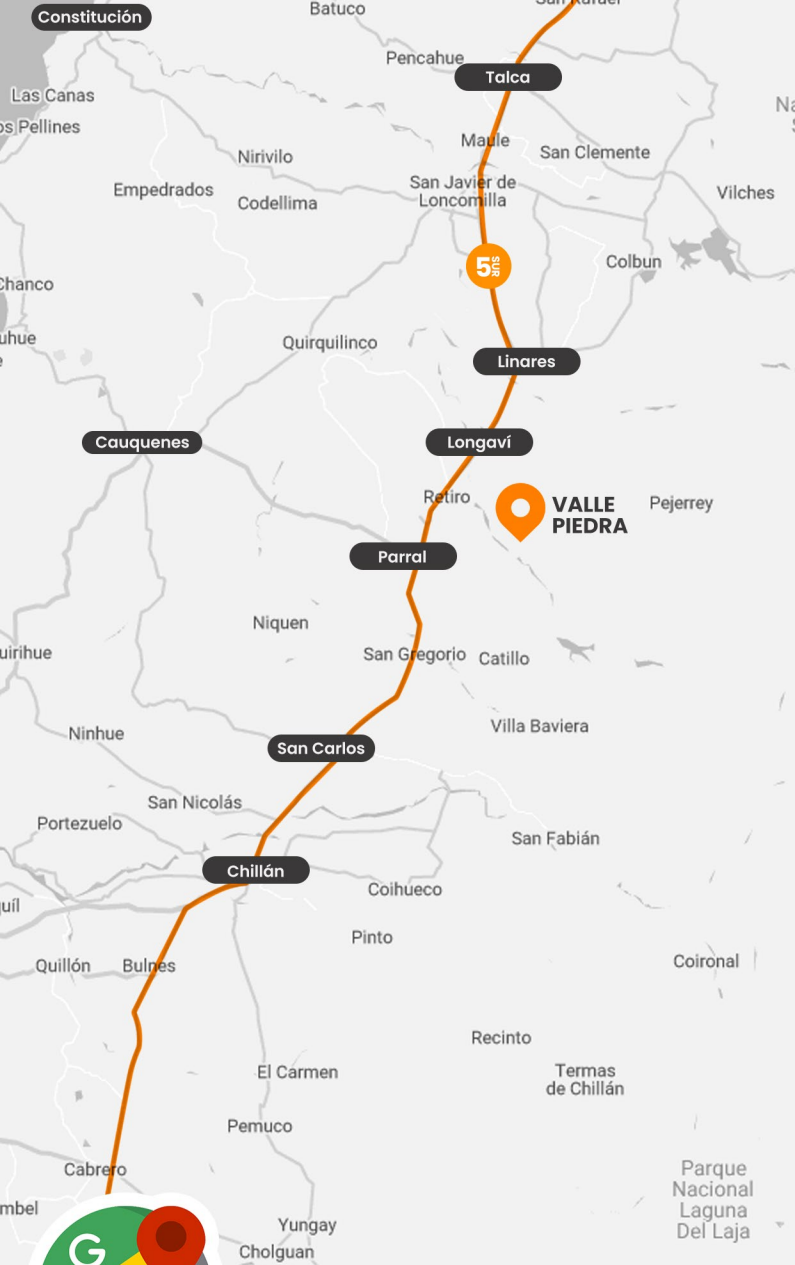 San Rafael
Batuco
Constitución
Pencahue
Talca
Las Canas
os Pellines
Maule
San Clemente
Nirivilo
San Javier de
Loncomilla
Empedrados
Codellima
Vilches
5 SUR
Colbun
Chanco
uhue
Quirquilinco
Linares
Cauquenes
Longaví
Retiro
VALLE
PIEDRA
Pejerrey
Parral
Niquen
uirihue
San Gregorio
Catillo
Villa Baviera
Ninhue
San Carlos
San Nicolás
Portezuelo
San Fabián
Chillán
Coihueco
uíl
Pinto
Quillón
Bulnes
Coironal
Recinto
El Carmen
Termas
de Chillán
Pemuco
Cabrero
Parque
Nacional
Laguna
Del Laja
mbel
Yungay
Cholguan
G